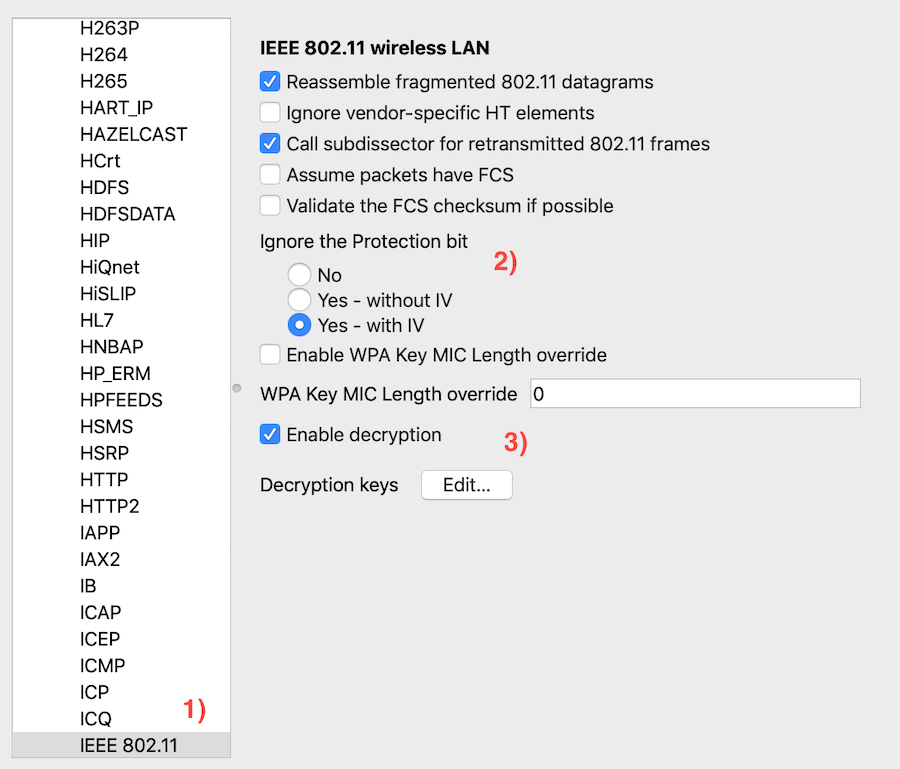 H263P
H264
H265
HART_IP
HAZELCAST
HCrt
HDFS
HDFSDATA
HIP
HiQnet
HiSLIP
HL7
HNBAP
HP_ERM
HPFEEDS
HSMS
HSRP
HTTP
HTTP2
IAPP
IAX2
IB
ICAP
ICEP
ICMP
ICP
ICQ
1)
IEEE 802.11
IEEE 802.11 wireless LAN
Reassemble fragmented 802.11 datagrams
Ignore vendor-specific HT elements
Call subdissector for retransmitted 802.11 frames
Assume packets have FCS
Validate the FCS checksum if possible
Ignore the Protection bit
2)
No
Yes - without IV
Yes - with IV
Enable WPA Key MIC Length override
WPA Key MIC Length override 0
Enable decryption
3)
Decryption keys Edit...